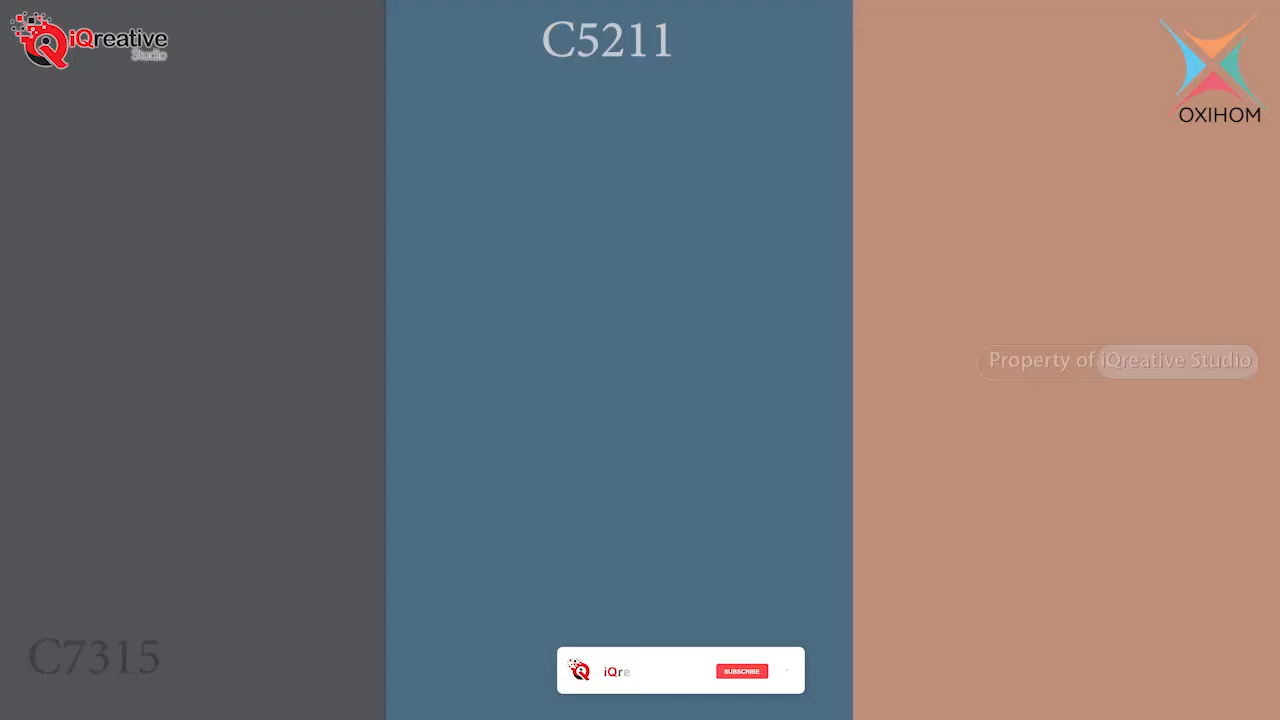 iQreative
Studio
C5211
OXIHOM
Property of iQreative Studio
C7315
iQre
SUBSCRIBE